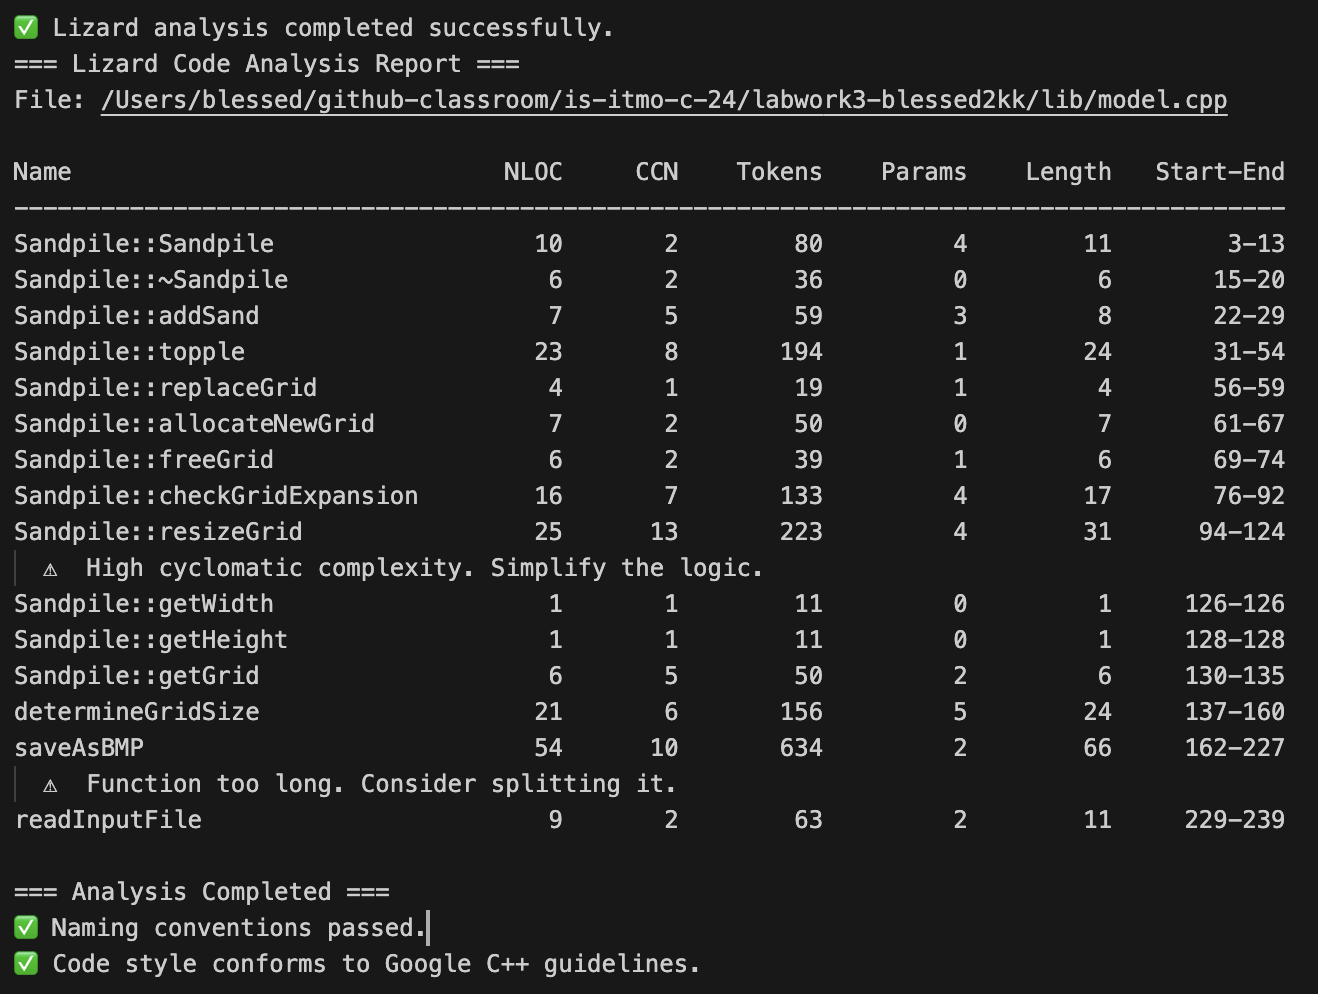 ✅ Lizard analysis completed successfully.
=== Lizard Code Analysis Report ===
File: /Users/blessed/github-classroom/is-itmo-c-24/labwork3-blessed2kk/lib/model.cpp
Name NLOC CCN Tokens Params Length Start-End
----------------------------------------------------------------------------------------
Sandpile::Sandpile 10 2 80 4 11 3-13
Sandpile::~Sandpile 6 2 36 0 6 15-20
Sandpile::addSand 7 5 59 3 8 22-29
Sandpile::topple 23 8 194 1 24 31-54
Sandpile::replaceGrid 4 1 19 1 4 56-59
Sandpile::allocateNewGrid 7 2 50 0 7 61-67
Sandpile::freeGrid 6 2 39 1 6 69-74
Sandpile::checkGridExpansion 16 7 133 4 17 76-92
Sandpile::resizeGrid 25 13 223 4 31 94-124
⚠ High cyclomatic complexity. Simplify the logic.
Sandpile::getWidth 1 1 11 0 1 126-126
Sandpile::getHeight 1 1 11 0 1 128-128
Sandpile::getGrid 6 5 50 2 6 130-135
determineGridSize 21 6 156 5 24 137-160
saveAsBMP 54 10 634 2 66 162-227
⚠ Function too long. Consider splitting it.
readInputFile 9 2 63 2 11 229-239
=== Analysis Completed ===
✅ Naming conventions passed.
✅ Code style conforms to Google C++ guidelines.